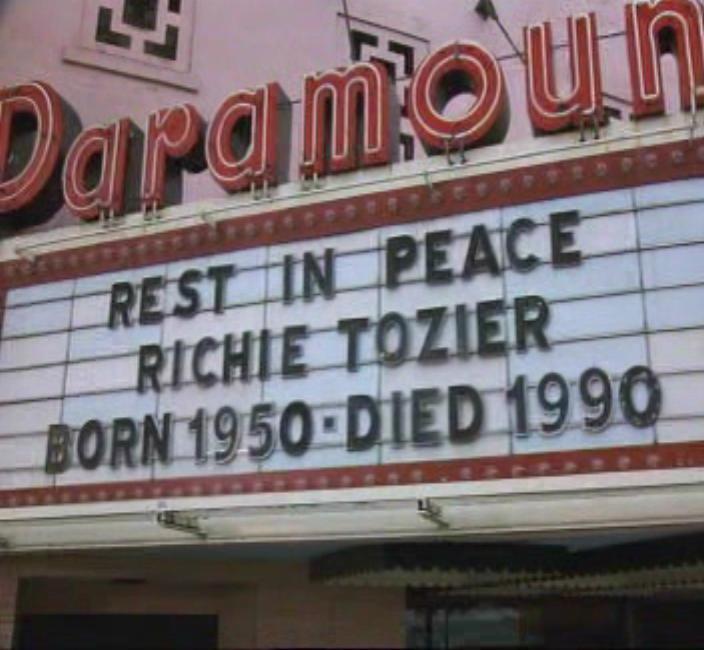 Paramoun
REST IN PEACE
RICHIE TOZIER
BORN 1950·DIED 1990